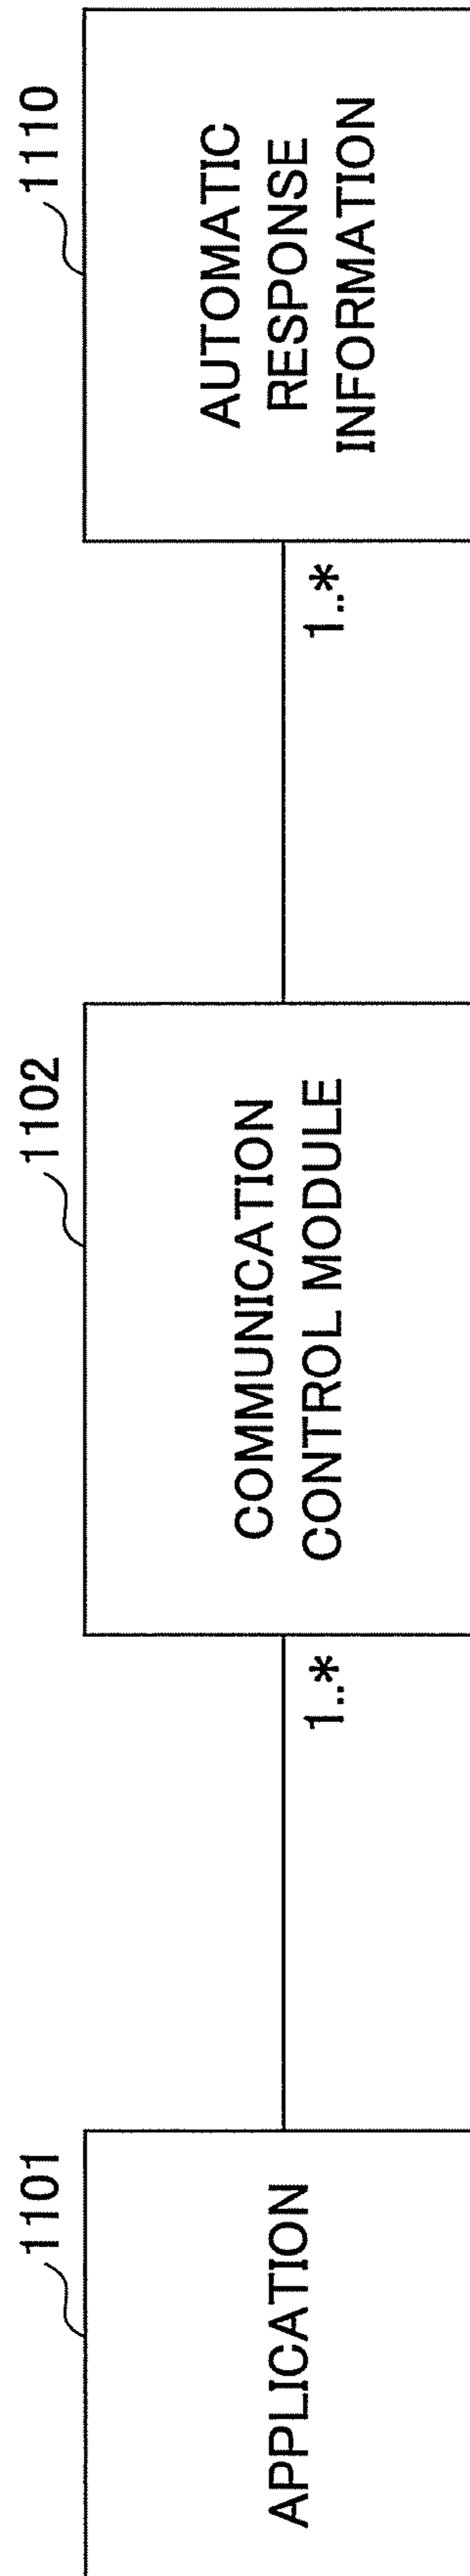 1101
APPLICATION
1..*
1102
COMMUNICATION
CONTROL MODULE
1..*
1110
AUTOMATIC
RESPONSE
INFORMATION